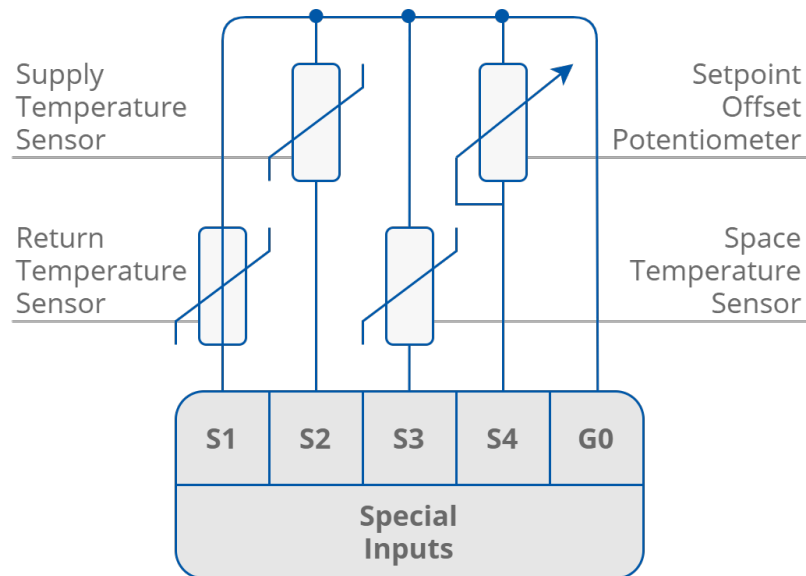 Supply
Temperature
Sensor
Setpoint
Offset
Potentiometer
Return
Temperature
Sensor
Space
Temperature
Sensor
S1 S2 S3 S4 G0
Special
Inputs